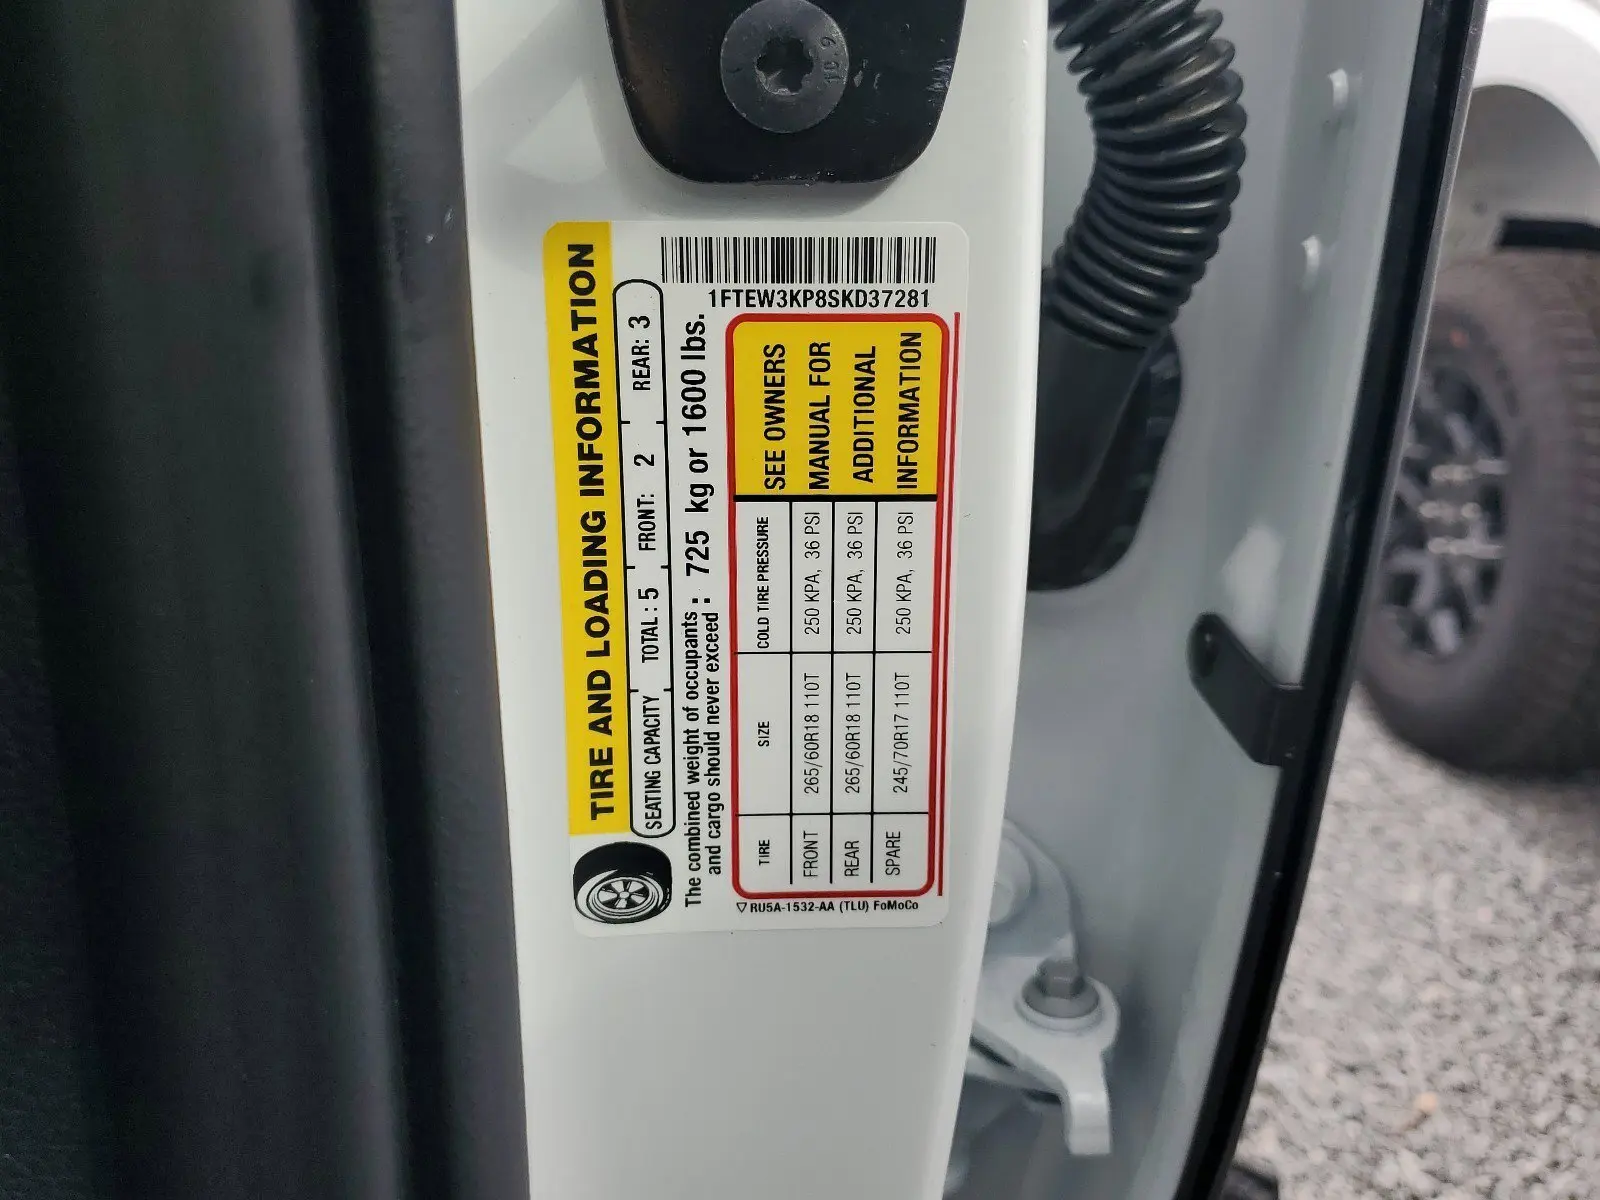 10.9
1FTEW3KP8SKD37281
TIRE AND LOADING INFORMATION
SEATING CAPACITY TOTAL : 5 FRONT: 2 REAR: 3
The combined weight of occupants
and cargo should never exceed : 725 kg or 1600 lbs.
TIRE SIZE COLD TIRE PRESSURE
FRONT 265/60R18 110T 250 KPA, 36 PSI
REAR 265/60R18 110T 250 KPA, 36 PSI
SPARE 245/70R17 110T 250 KPA, 36 PSI
SEE OWNERS
MANUAL FOR
ADDITIONAL
INFORMATION
RU5A-1532-AA (TLU) FoMoCo